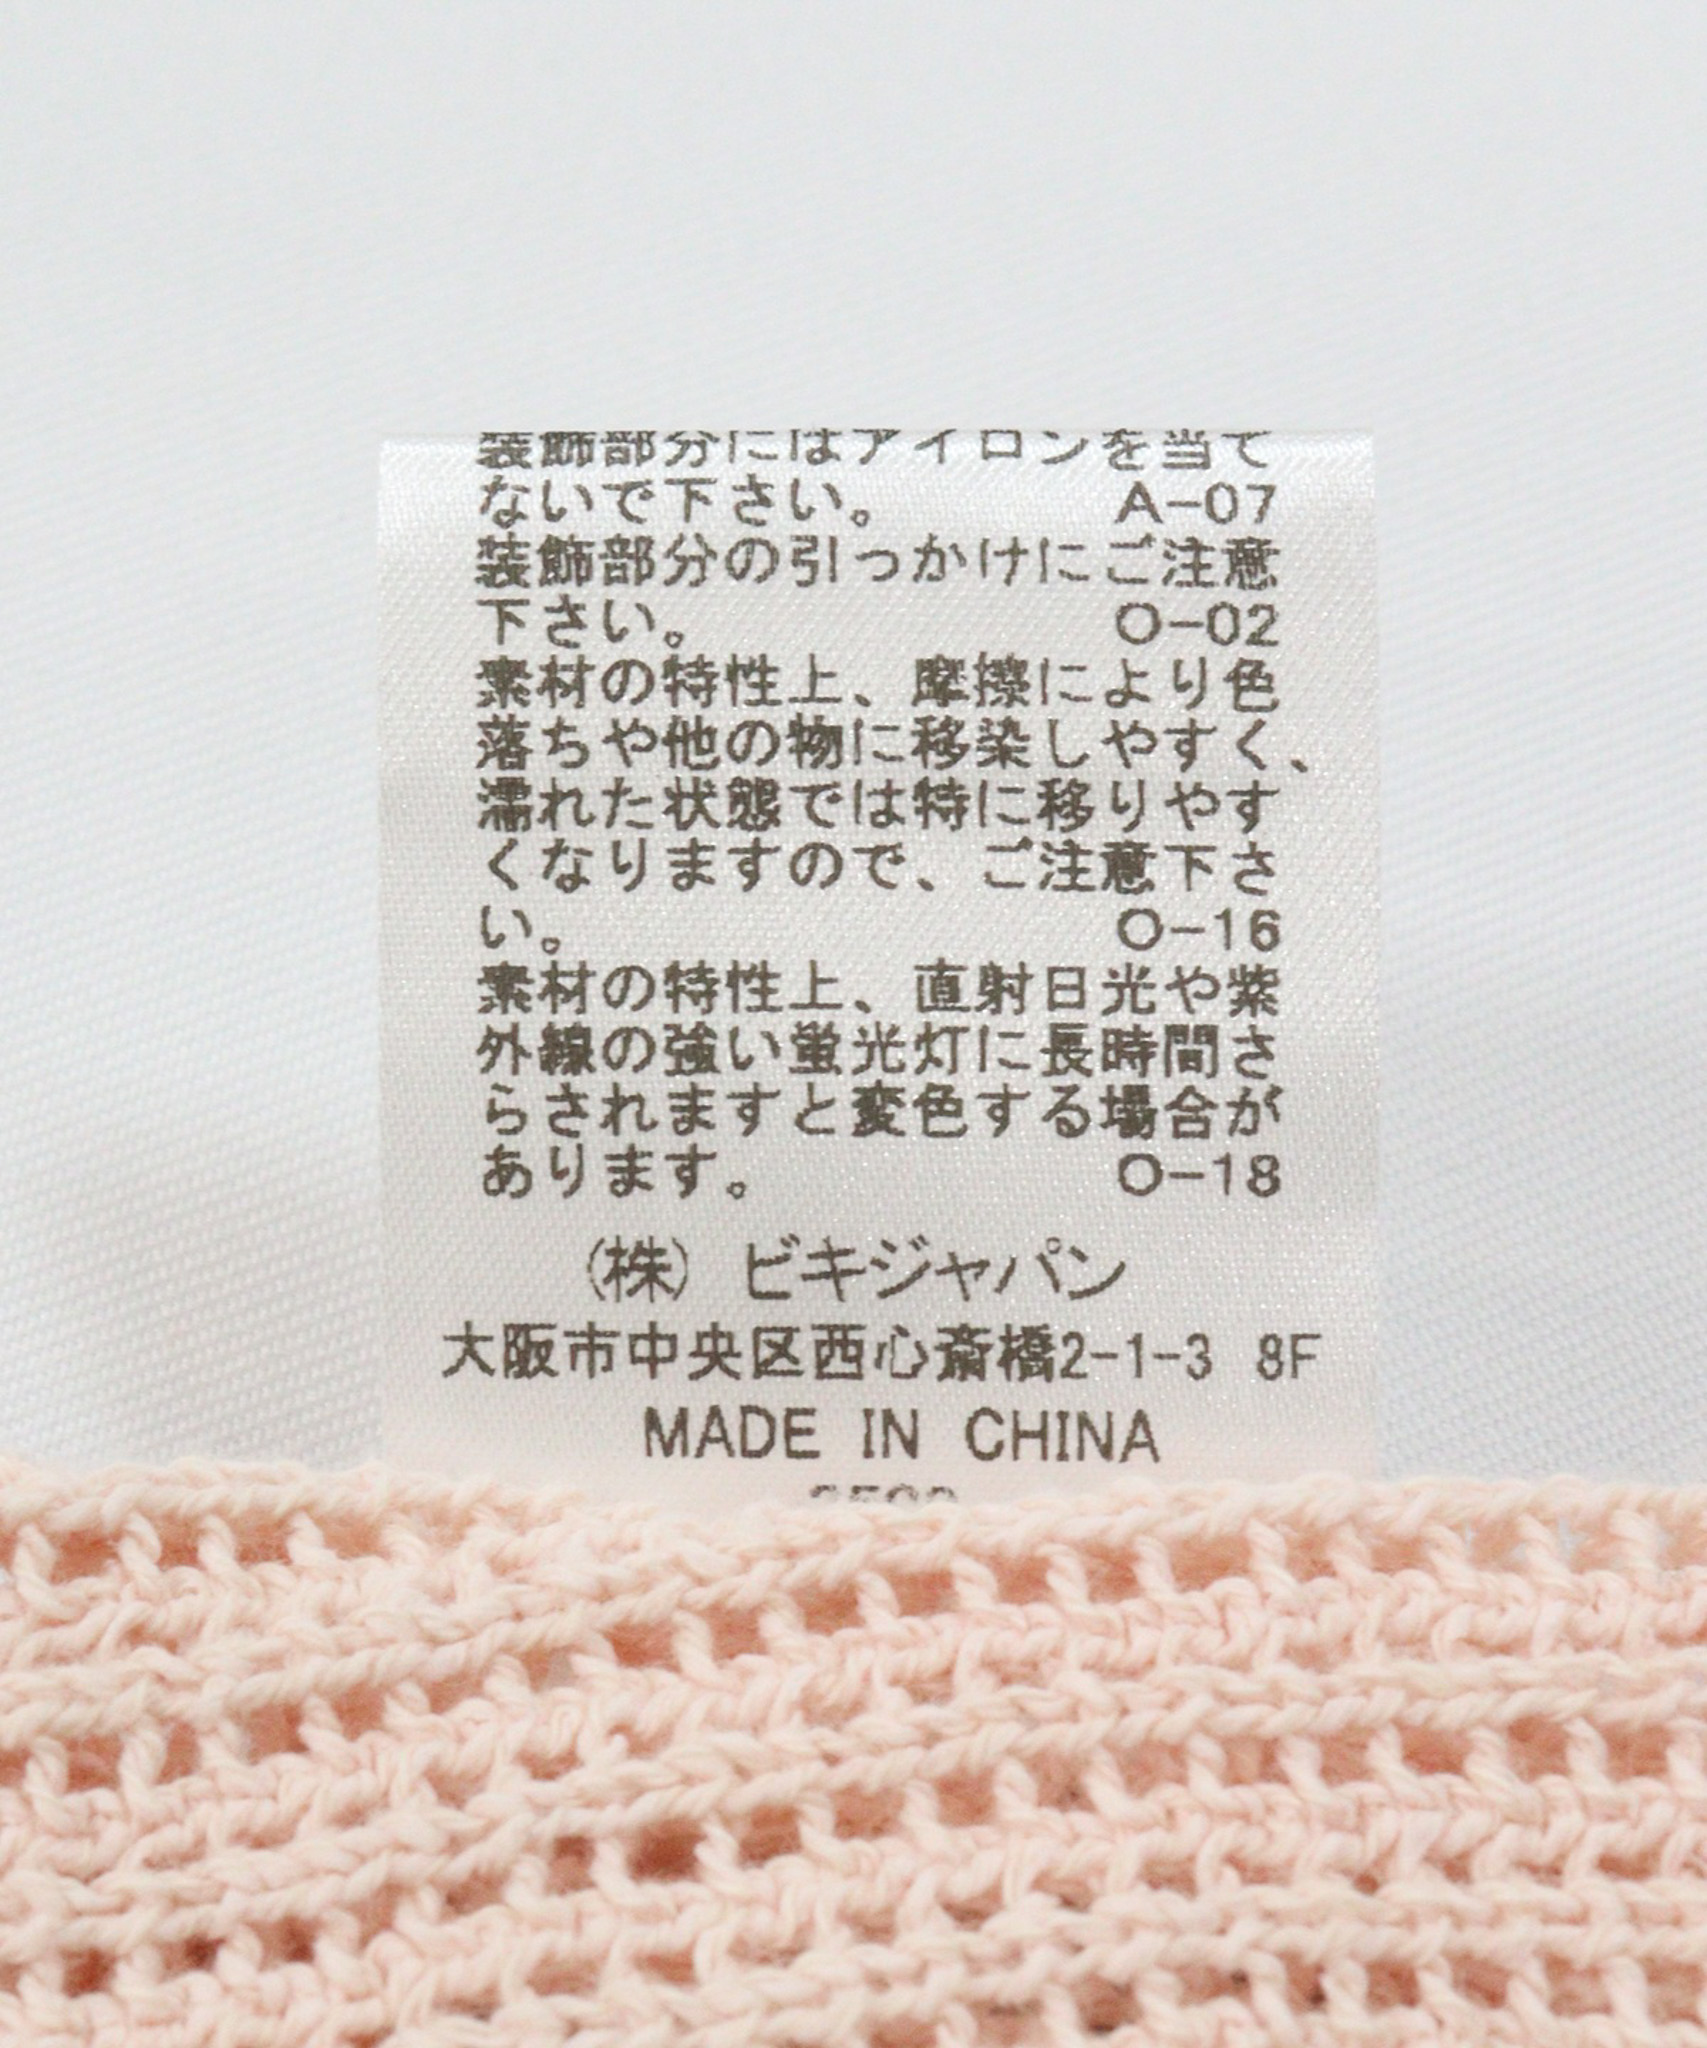 装飾部分にはアイロンを当て
ないで下さい。 A-07
装飾部分の引っかけにご注意
下さい。 O-02
素材の特性上、摩擦により色
落ちや他の物に移染しやすく、
濡れた状態では特に移りやす
くなりますので、ご注意下さ
い。 O-16
素材の特性上、直射日光や紫
外線の強い蛍光灯に長時間さ
らされますと変色する場合が
あります。 O-18
(株) ビキジャパン
大阪市中央区西心斎橋2-1-3 8F
MADE IN CHINA